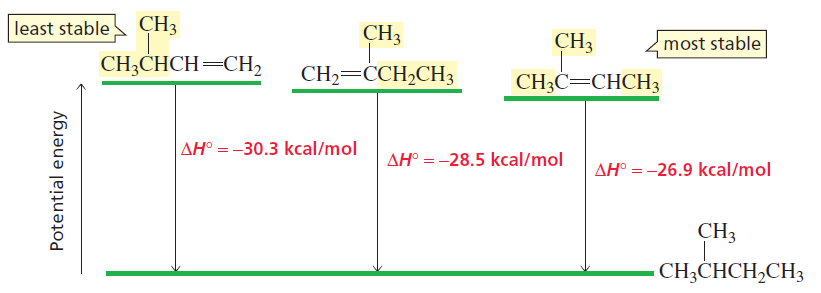 least stable
CH3
CH3CHCH=CH2
CH3
CH2=CCH2CH3
CH3
CH3C=CHCH3
most stable
Potential energy
ΔH° = –30.3 kcal/mol
ΔH° = –28.5 kcal/mol
ΔH° = –26.9 kcal/mol
CH3
CH3CHCH2CH3